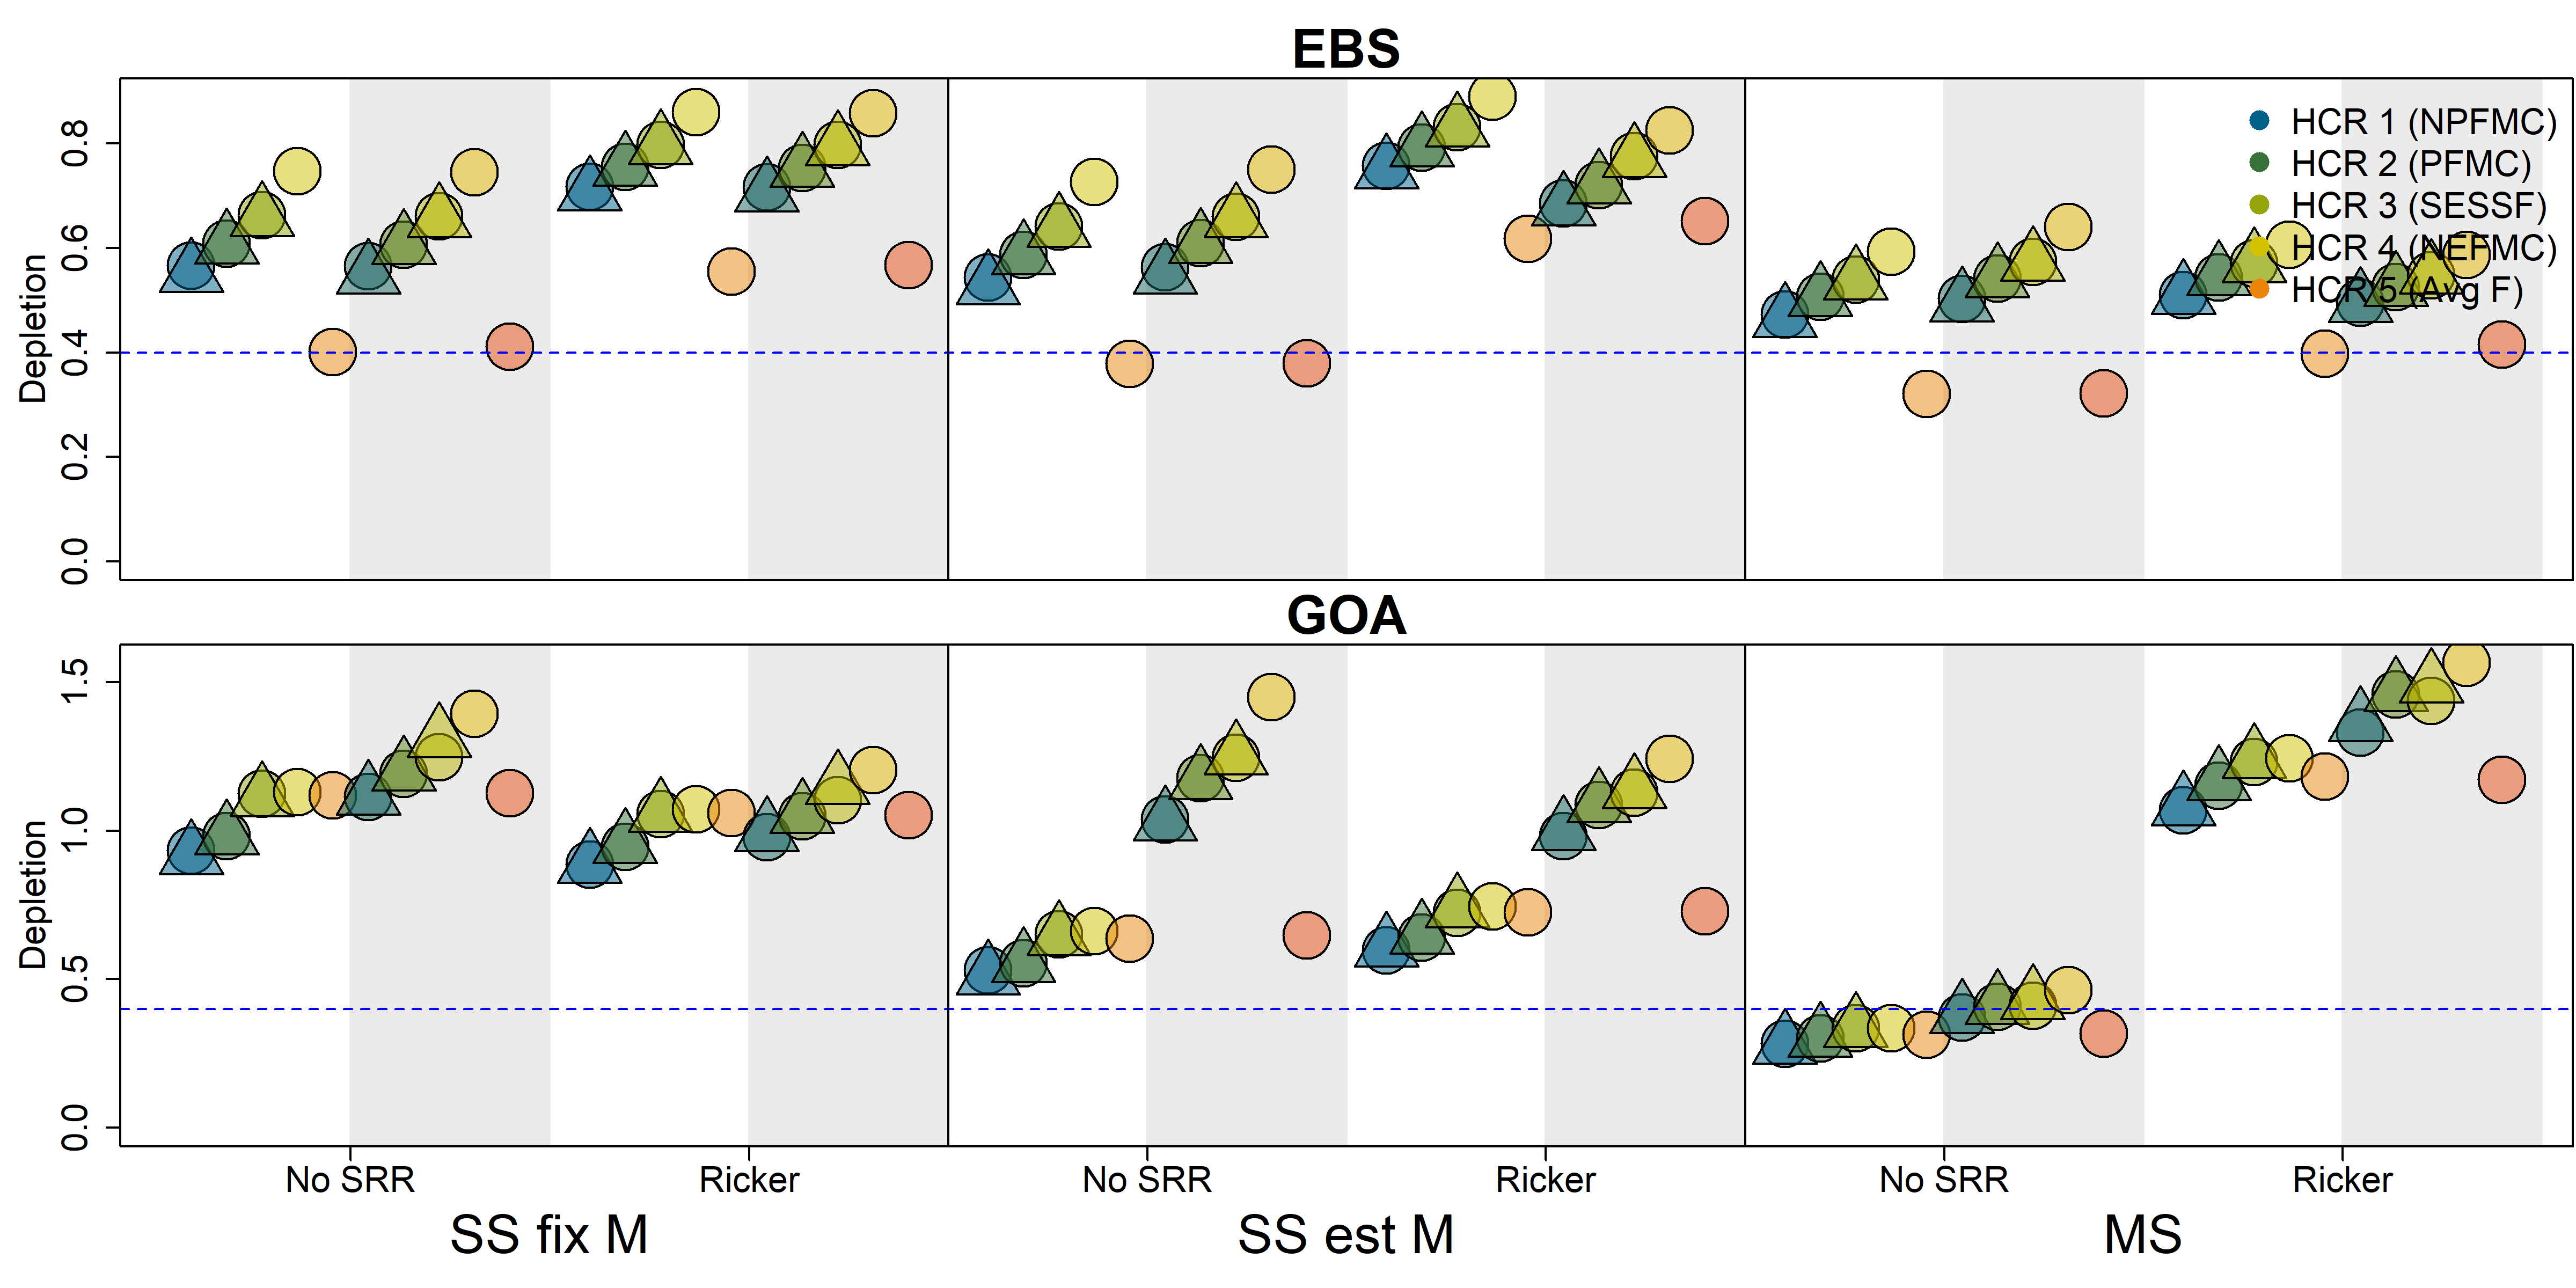 EBS
Depletion
0.8
0.6
0.4
0.2
0.0
HCR 1 (NPFMC)
HCR 2 (PFMC)
HCR 3 (SESSF)
HCR 4 (NEFMC)
HCR 5 (Avg F)
GOA
Depletion
1.5
1.0
0.5
0.0
No SRR
Ricker
No SRR
Ricker
No SRR
Ricker
SS fix M
SS est M
MS